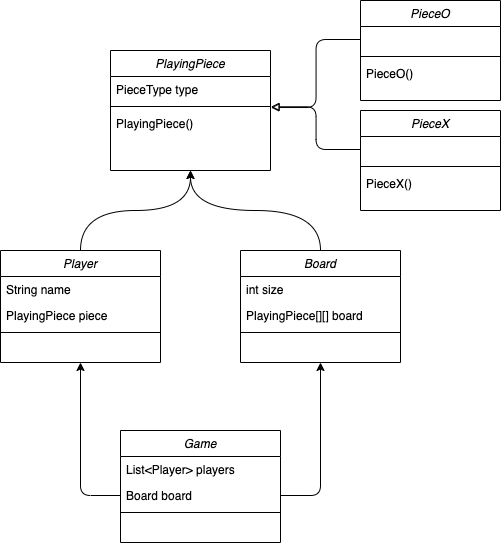 PieceO
PieceO()
PlayingPiece
PieceType type
PlayingPiece()
PieceX
PieceX()
Player
String name
PlayingPiece piece
Board
int size
PlayingPiece[][] board
Game
List<Player> players
Board board